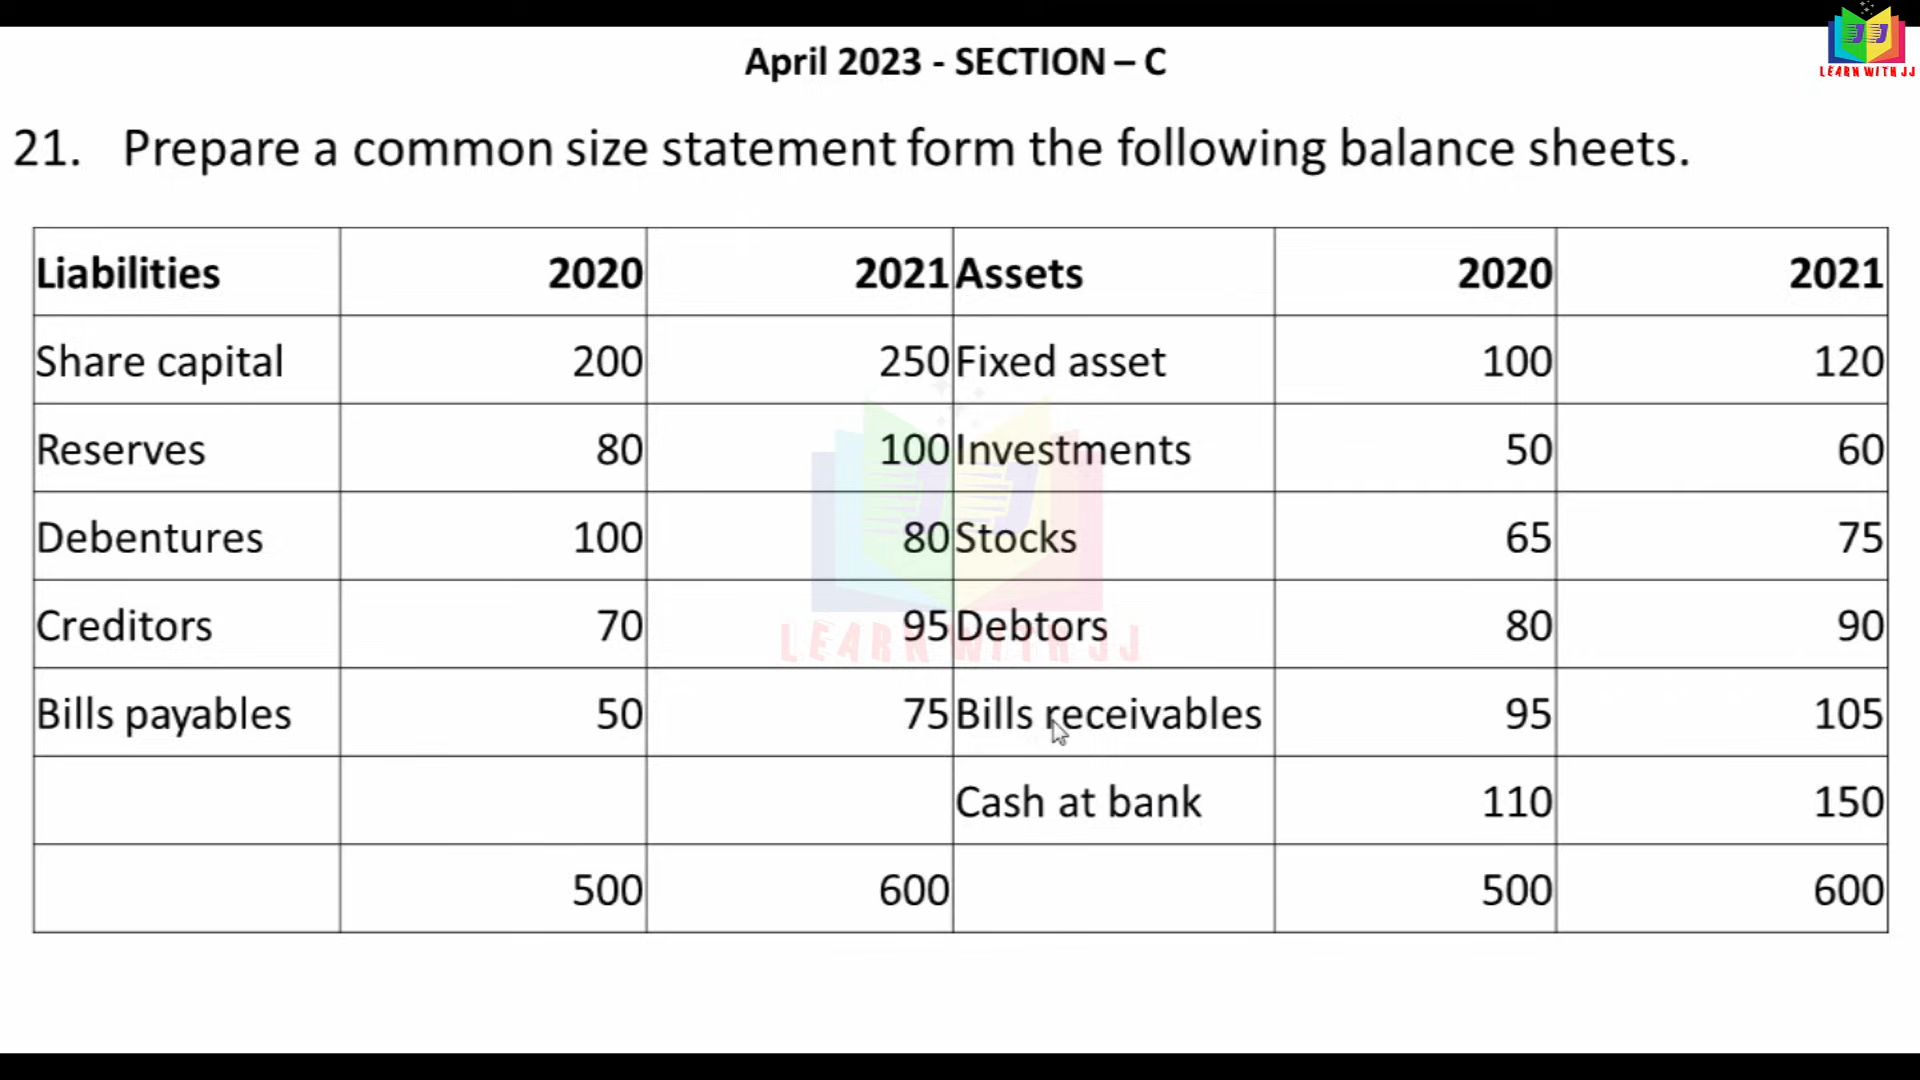 April 2023 - SECTION – C
LEARN WITH JJ
21. Prepare a common size statement form the following balance sheets.
Liabilities 2020 2021 Assets 2020 2021
Share capital 200 250 Fixed asset 100 120
Reserves 80 100 Investments 50 60
Debentures 100 80 Stocks 65 75
Creditors 70 95 Debtors 80 90
LEARN WITH JJ
Bills payables 50 75 Bills receivables 95 105
Cash at bank 110 150
500 600 500 600